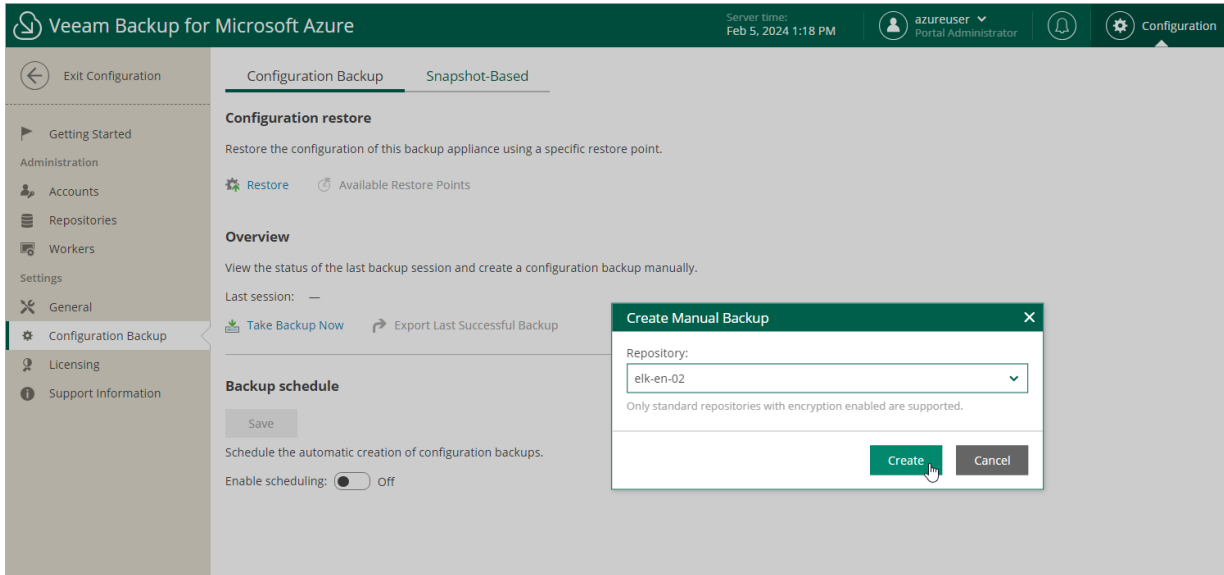 Veeam Backup for Microsoft Azure
Server time:
Feb 5, 2024 1:18 PM
azureuser
Portal Administrator
Configuration
Exit Configuration
Getting Started
Administration
Accounts
Repositories
Workers
Settings
General
Configuration Backup
Licensing
Support Information
Configuration Backup Snapshot-Based
Configuration restore
Restore the configuration of this backup appliance using a specific restore point.
Restore Available Restore Points
Overview
View the status of the last backup session and create a configuration backup manually.
Last session: —
Take Backup Now Export Last Successful Backup
Backup schedule
Save
Schedule the automatic creation of configuration backups.
Enable scheduling: Off
Create Manual Backup
Repository:
elk-en-02
Only standard repositories with encryption enabled are supported.
Create Cancel